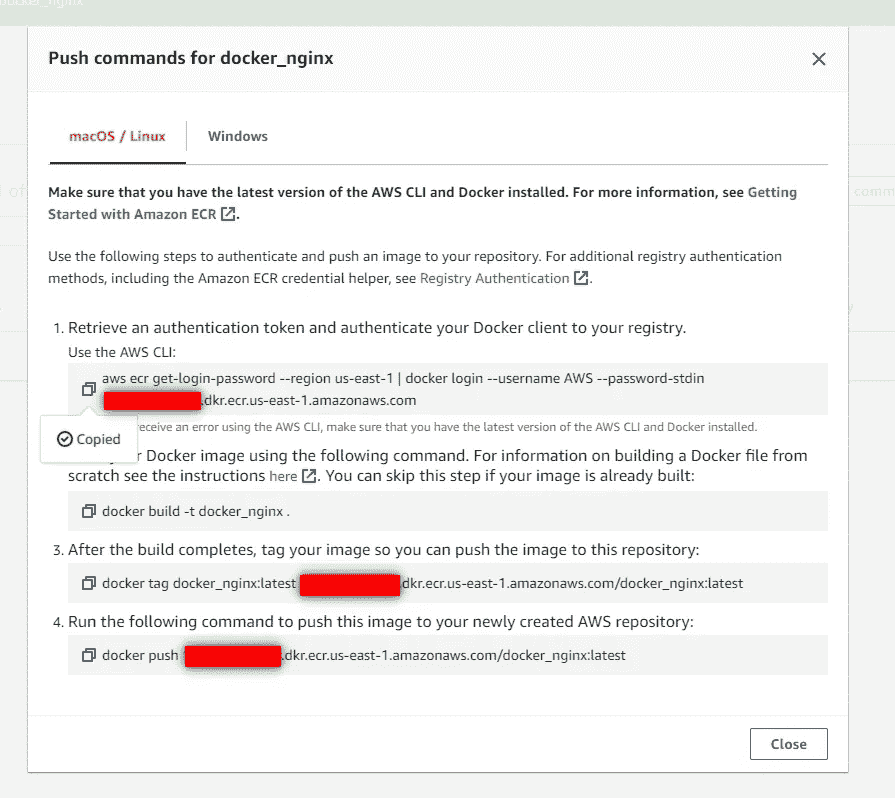 docker_nginx
Push commands for docker_nginx
macOS / Linux
Windows
Make sure that you have the latest version of the AWS CLI and Docker installed. For more information, see Getting
Started with Amazon ECR.
Use the following steps to authenticate and push an image to your repository. For additional registry authentication
methods, including the Amazon ECR credential helper, see Registry Authentication.
1. Retrieve an authentication token and authenticate your Docker client to your registry.
Use the AWS CLI:
aws ecr get-login-password --region us-east-1 | docker login --username AWS --password-stdin
.dkr.ecr.us-east-1.amazonaws.com
Copied
receive an error using the AWS CLI, make sure that you have the latest version of the AWS CLI and Docker installed.
r Docker image using the following command. For information on building a Docker file from
scratch see the instructions here. You can skip this step if your image is already built:
docker build -t docker_nginx .
3. After the build completes, tag your image so you can push the image to this repository:
docker tag docker_nginx:latest .dkr.ecr.us-east-1.amazonaws.com/docker_nginx:latest
4. Run the following command to push this image to your newly created AWS repository:
docker push .dkr.ecr.us-east-1.amazonaws.com/docker_nginx:latest
Close